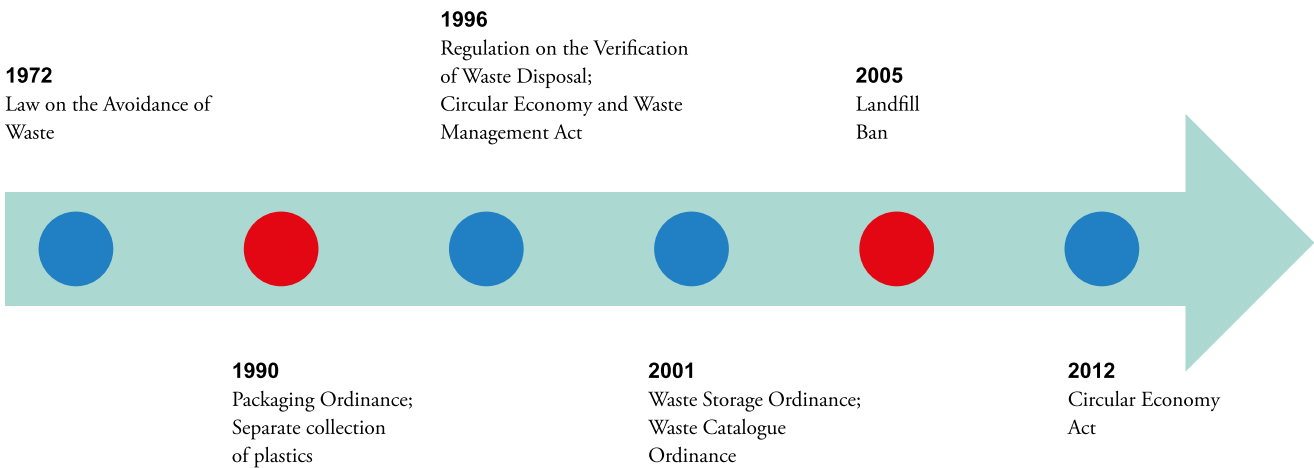 1972
Law on the Avoidance of
Waste
1990
Packaging Ordinance;
Separate collection
of plastics
1996
Regulation on the Verification
of Waste Disposal;
Circular Economy and Waste
Management Act
2001
Waste Storage Ordinance;
Waste Catalogue
Ordinance
2005
Landfill
Ban
2012
Circular Economy
Act